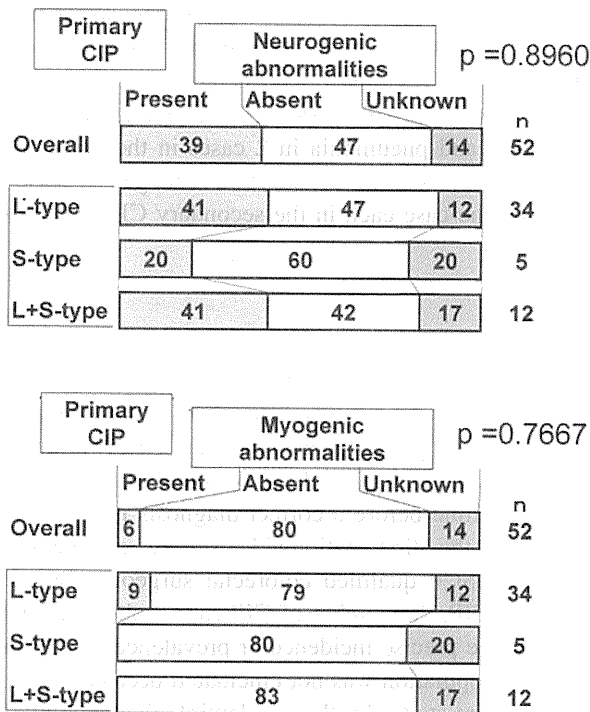 Primary
CIP
Neurogenic
abnormalities
p =0.8960
Present Absent Unknown
n
Overall 39 47 14 52
L-type 41 47 12 34
S-type 20 60 20 5
L+S-type 41 42 17 12
Primary
CIP
Myogenic
abnormalities
p =0.7667
Present Absent Unknown
n
Overall 6 80 14 52
L-type 9 79 12 34
S-type 80 20 5
L+S-type 83 17 12